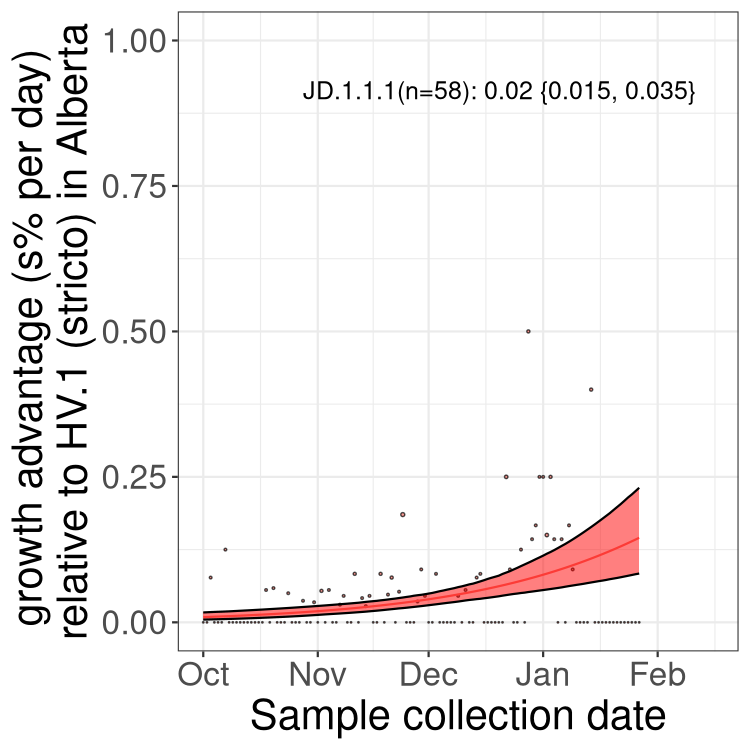 growth advantage (s% per day)
relative to HV.1 (stricto) in Alberta
1.00
JD.1.1.1(n=58): 0.02 {0.015, 0.035}
0.75
0.50
0.25
0.00
Oct Nov Dec Jan Feb
Sample collection date